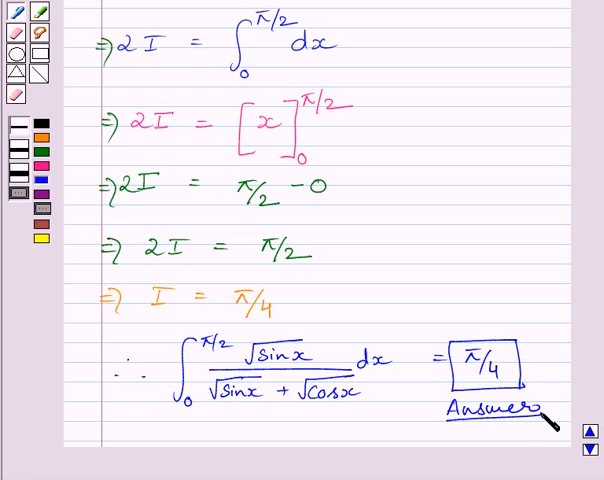 ⇒ 2I = ∫₀^π/2 dx
⇒ 2I = [x]₀^π/2
⇒ 2I = π/2 - 0
⇒ 2I = π/2
⇒ I = π/4
∴ ∫₀^π/2 √sinx / (√sinx + √cosx) dx = π/4
Answer